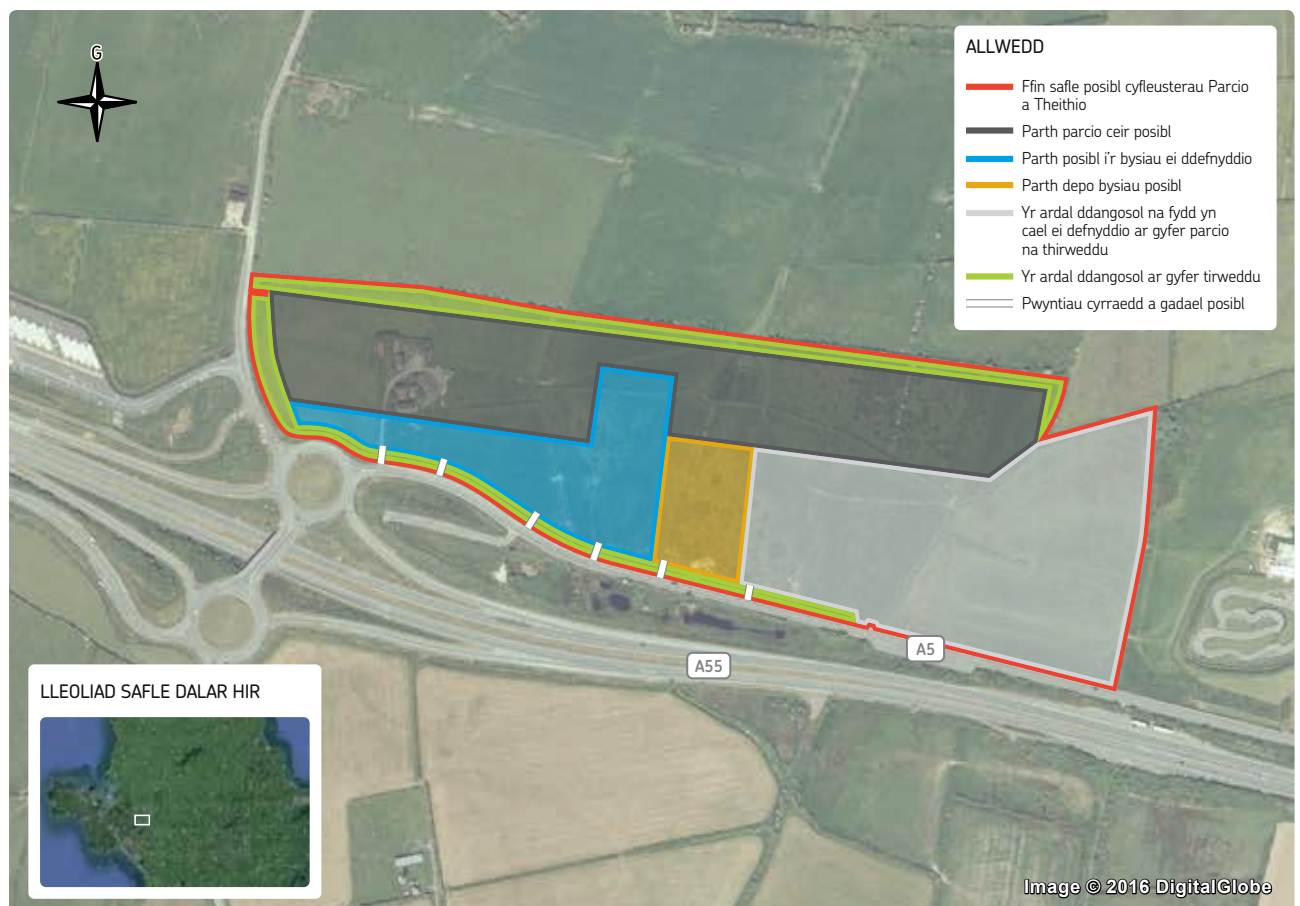 G
ALLWEDD
Ffin safle posibl cyfleusterau Parcio
a Theithio
Parth parcio ceir posibl
Parth posibl i'r bysiau ei ddefnyddio
Parth depo bysiau posibl
Yr ardal ddangosol na fydd yn
cael ei defnyddio ar gyfer parcio
na thirweddu
Yr ardal ddangosol ar gyfer tirweddu
Pwyntiau cyrraedd a gadael posibl
A5
A55
LLEOLIAD SAFLE DALAR HIR
Image © 2016 DigitalGlobe